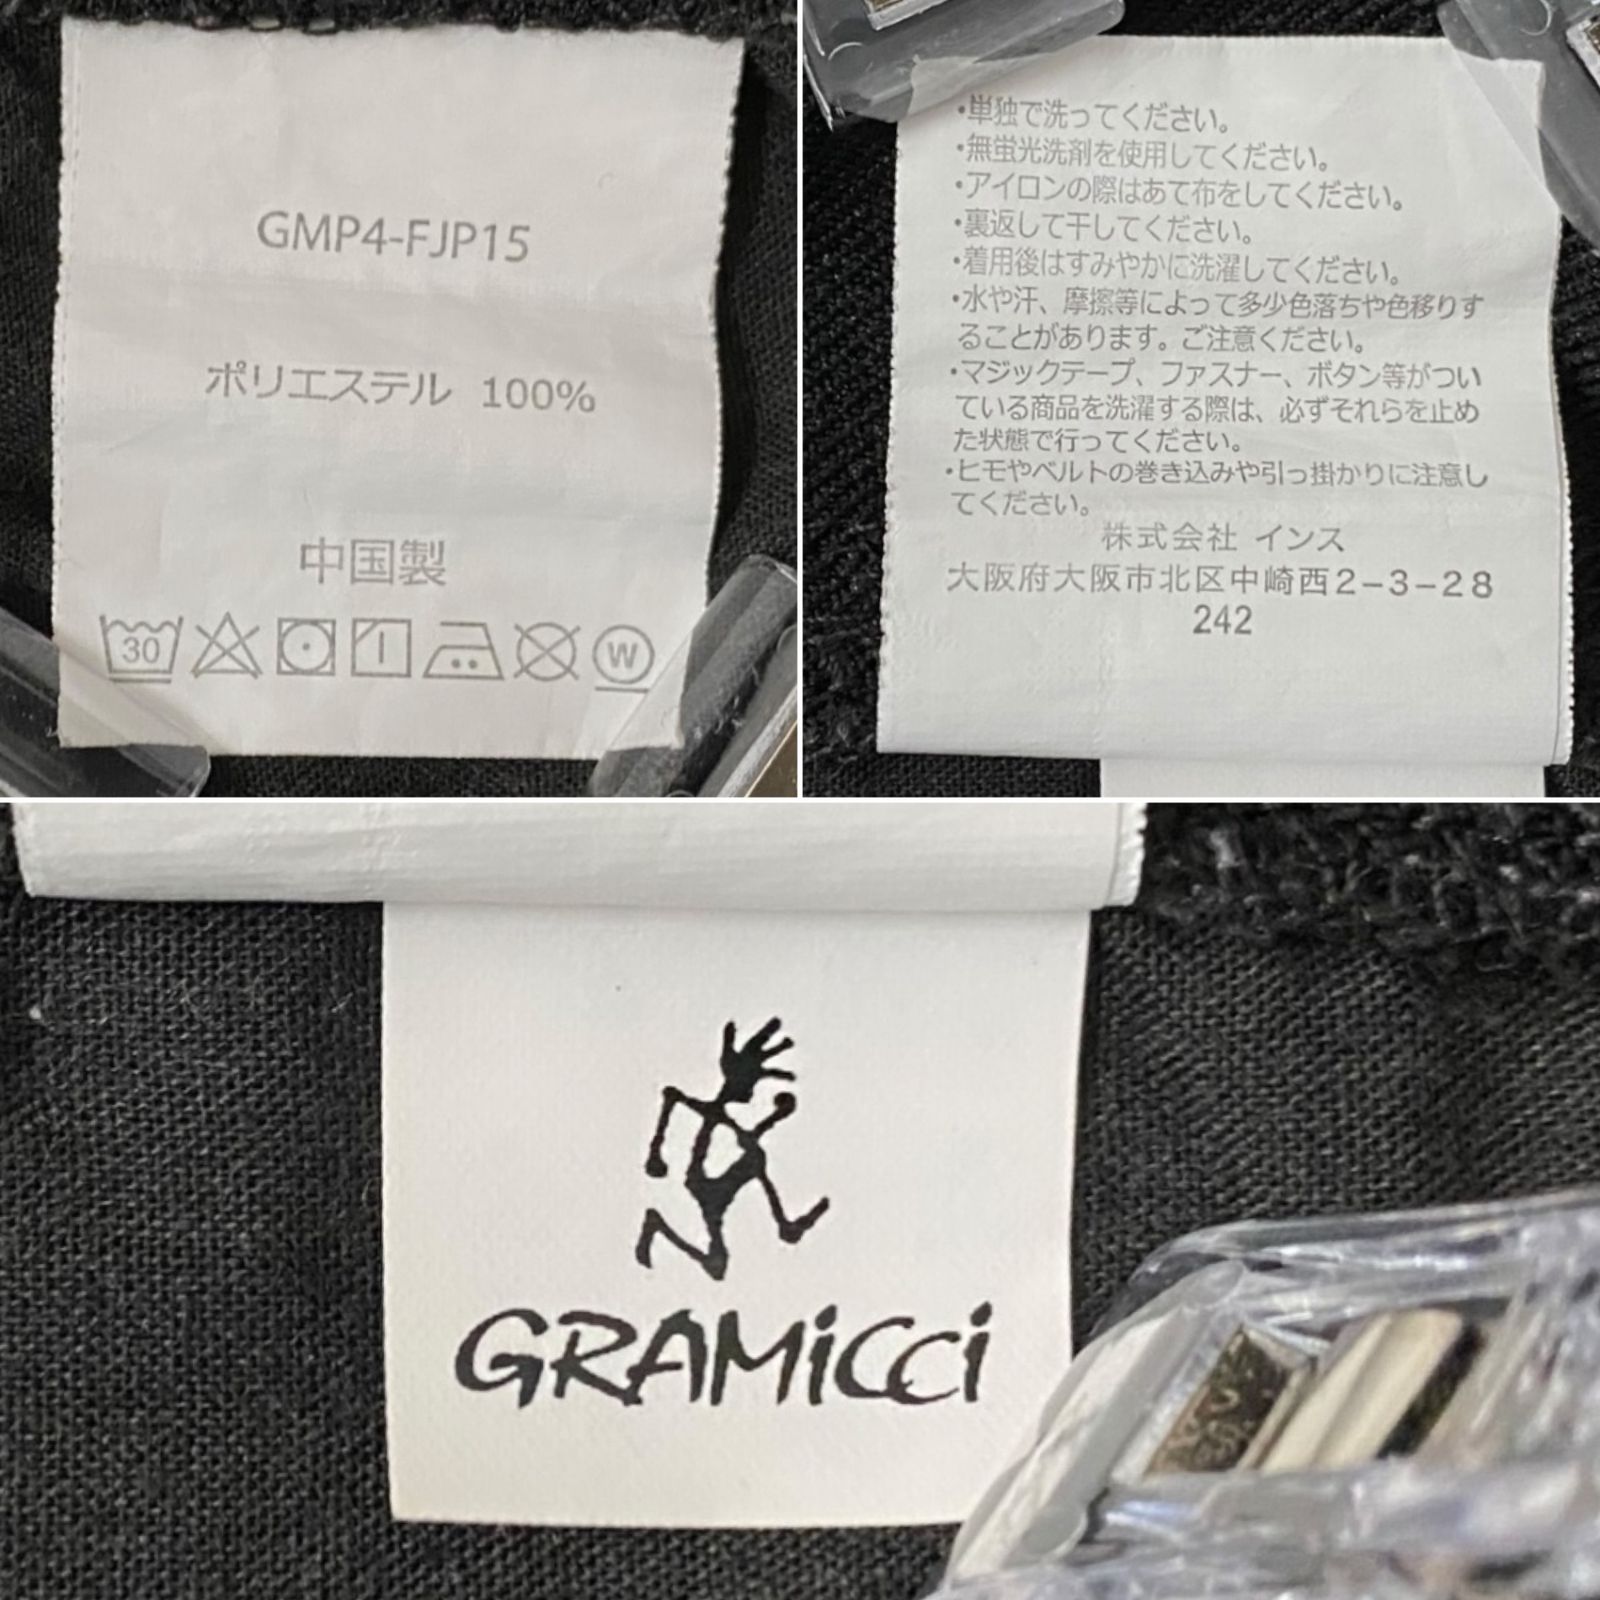 GMP4-FJP15
ポリエステル 100%
中国製
30
W
・単独で洗ってください。
・無蛍光洗剤を使用してください。
・アイロンの際はあて布をしてください。
・裏返して干してください。
・着用後はすみやかに洗濯してください。
・水や汗、摩擦等によって多少色落ちや色移りす
ることがあります。ご注意ください。
・マジックテープ、ファスナー、ボタン等がつい
ている商品を洗濯する際は、必ずそれらを止め
た状態で行ってください。
・ヒモやベルトの巻き込みや引っ掛かりに注意し
てください。
株式会社 インス
大阪府大阪市北区中崎西2-3-28
242
GRAMiCCi